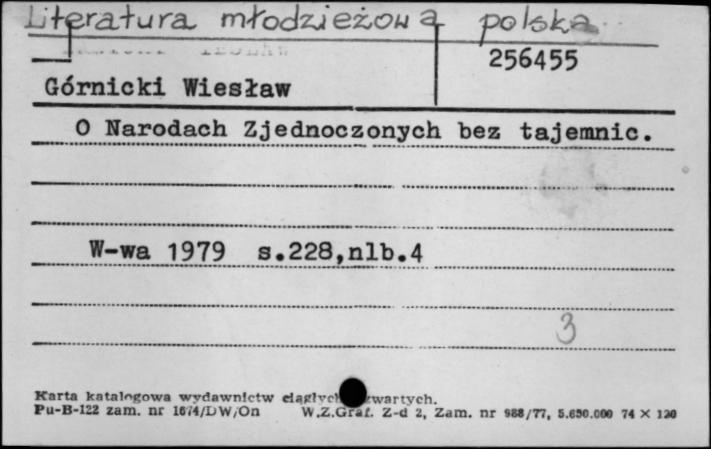 Literatura młodzieżowa polska
256455
Górnicki Wiesław
O Narodach Zjednoczonych bez tajemnic.
W-wa 1979 s.228,nlb.4
3
Karta katalogowa wydawnictw ciągłych zwartych.
Pu-B-122 zam. nr 1674/DW/On W.Z.Graf. Z-d 2, Zam. nr 988/77, 5.650.000 74 × 120